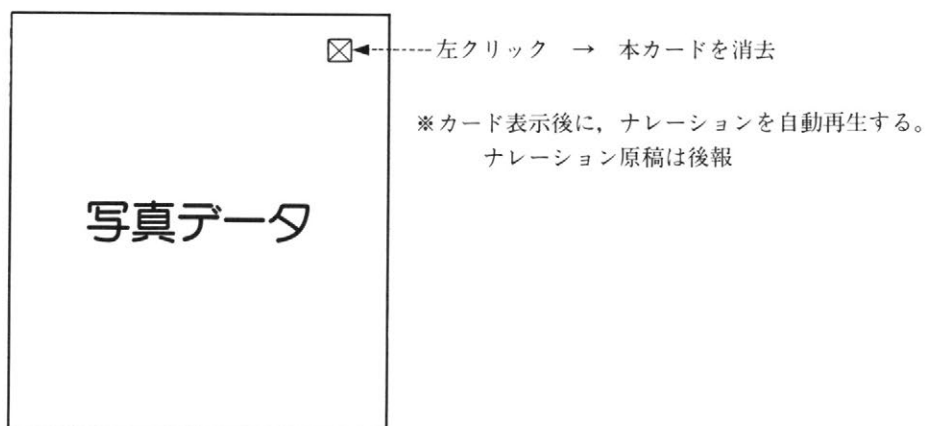 左クリック → 本カードを消去
※カード表示後に，ナレーションを自動再生する。
ナレーション原稿は後報
写真データ